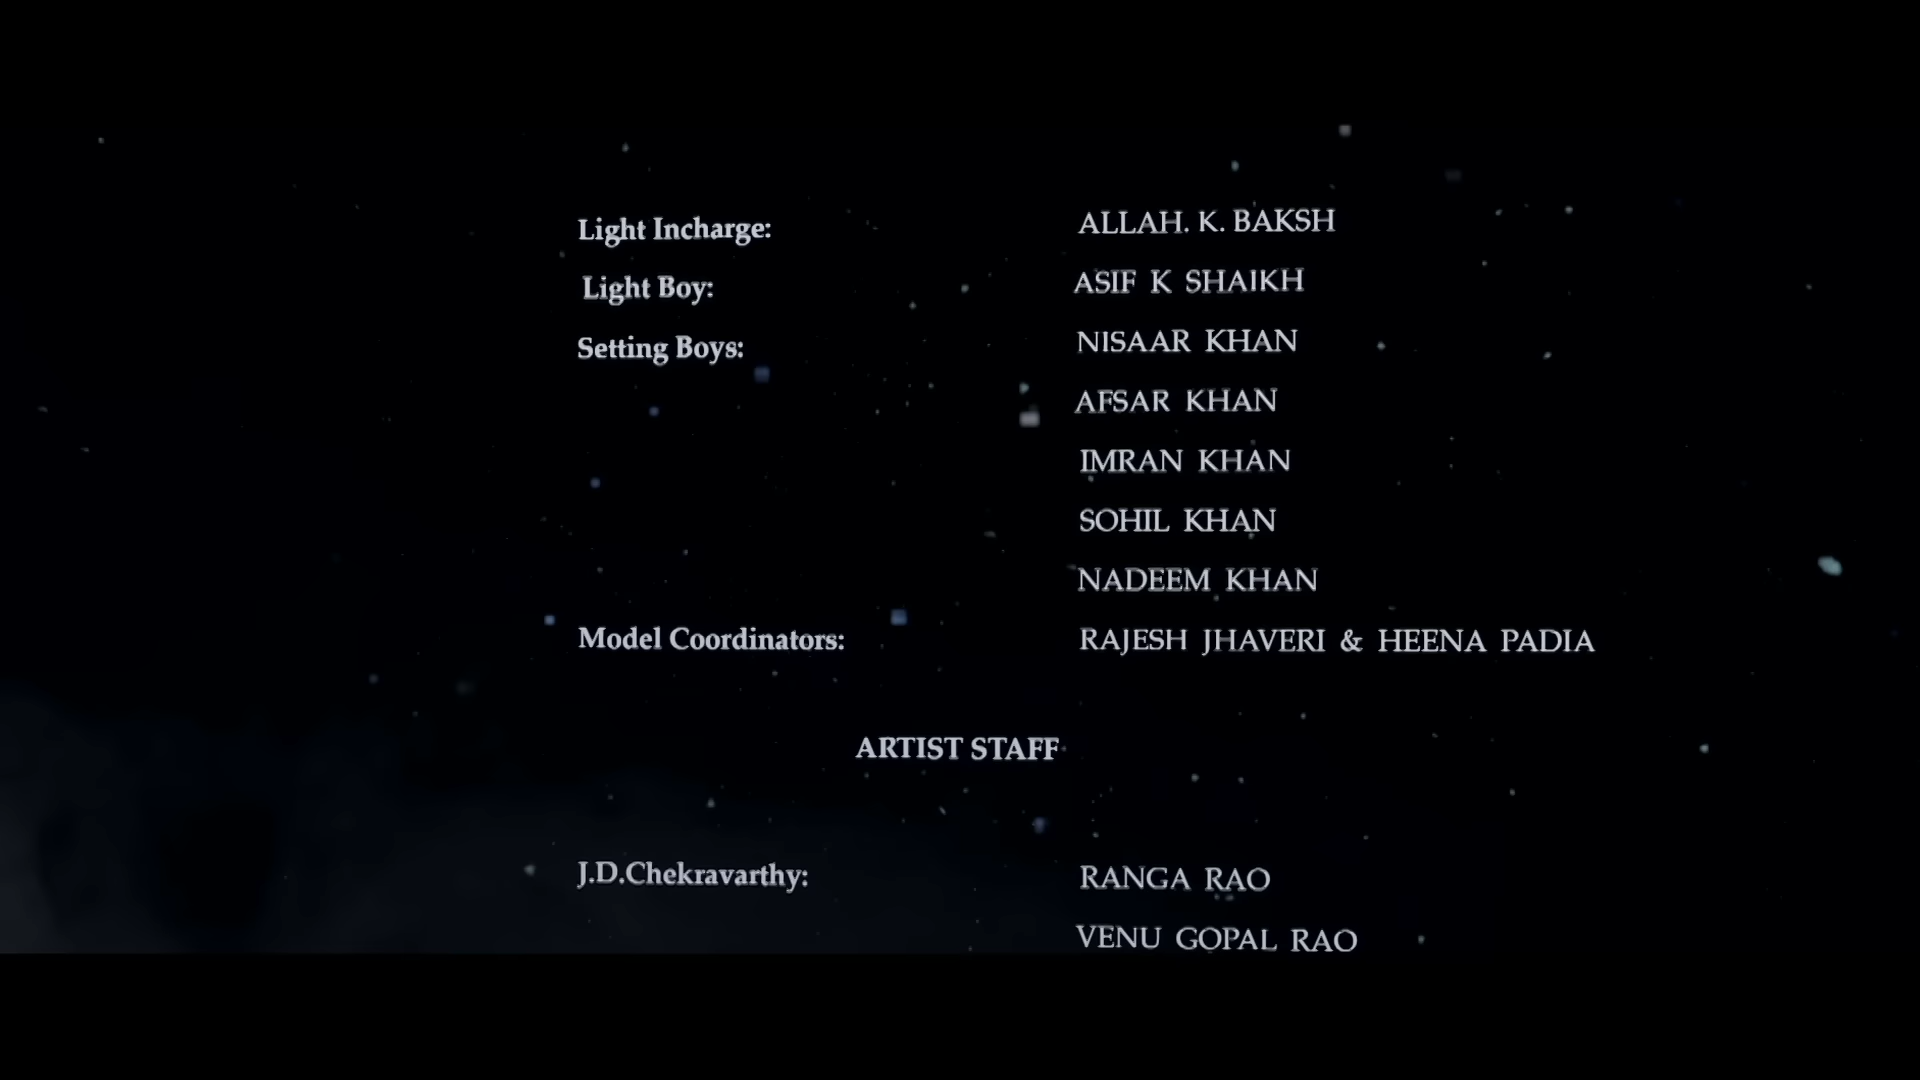 Light Incharge: ALLAH. K. BAKSH
Light Boy: ASIF K SHAIKH
Setting Boys: NISAAR KHAN
AFSAR KHAN
IMRAN KHAN
SOHIL KHAN
NADEEM KHAN
Model Coordinators: RAJESH JHAVERI & HEENA PADIA
ARTIST STAFF
J.D.Chekravarthy: RANGA RAO
VENU GOPAL RAO